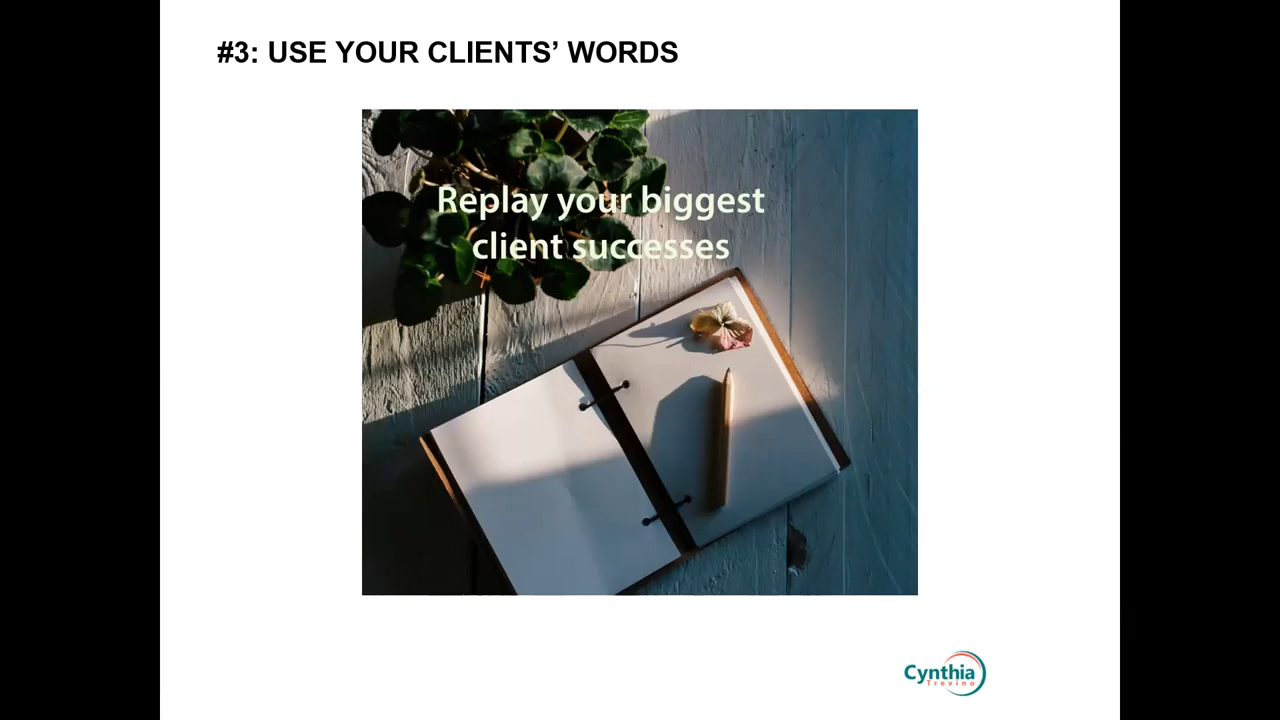 #3: USE YOUR CLIENTS’ WORDS
Replay your biggest
client successes
Cynthia
Trevino